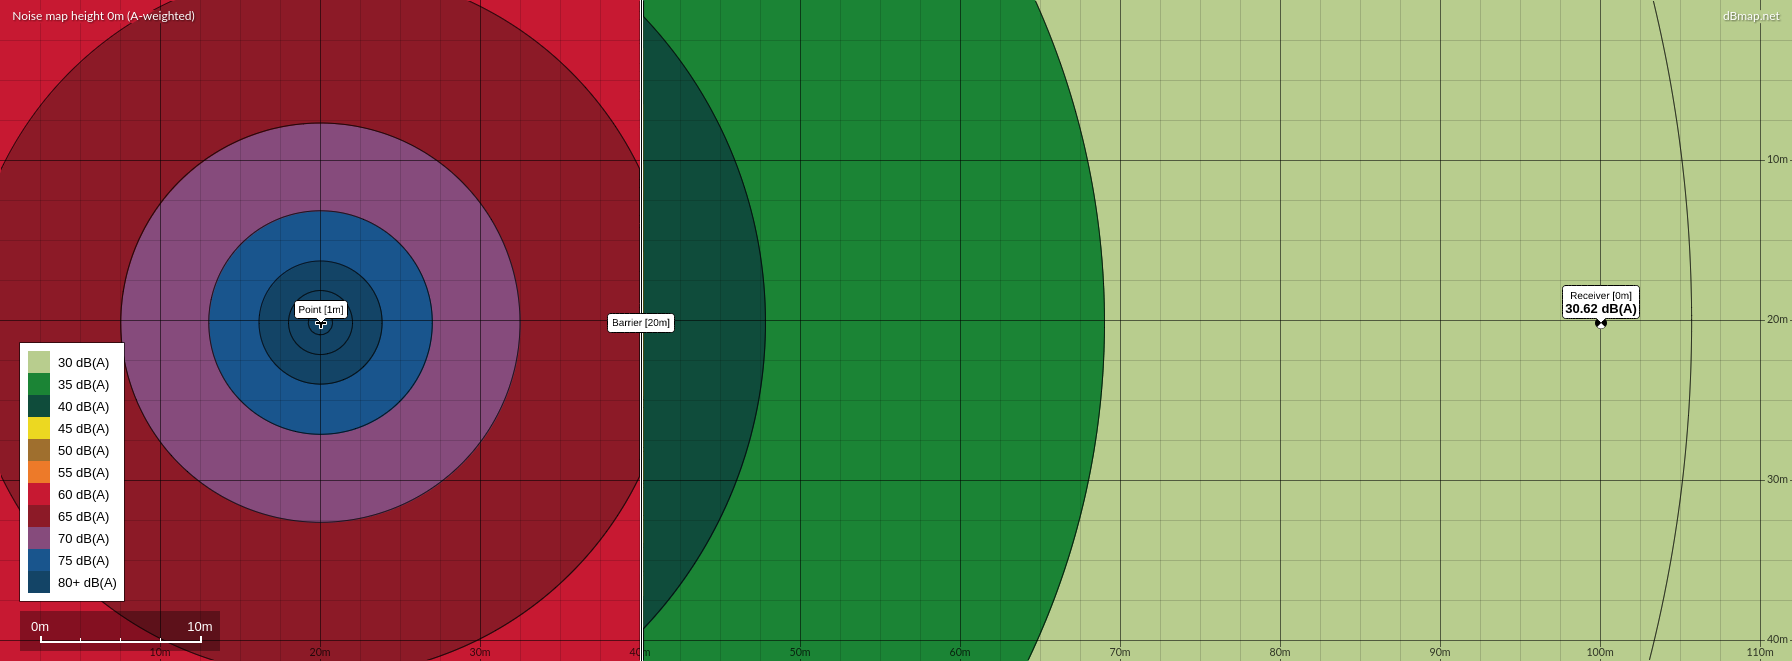 Noise map height 0m (A-weighted)
dBmap.net
10m
Receiver [0m]
30.62 dB(A)
Point [1m]
Barrier [20m]
20m
30 dB(A)
35 dB(A)
40 dB(A)
45 dB(A)
50 dB(A)
55 dB(A)
60 dB(A)
65 dB(A)
70 dB(A)
75 dB(A)
80+ dB(A)
30m
0m 10m
40m
10m 20m 30m 40m 50m 60m 70m 80m 90m 100m 110m